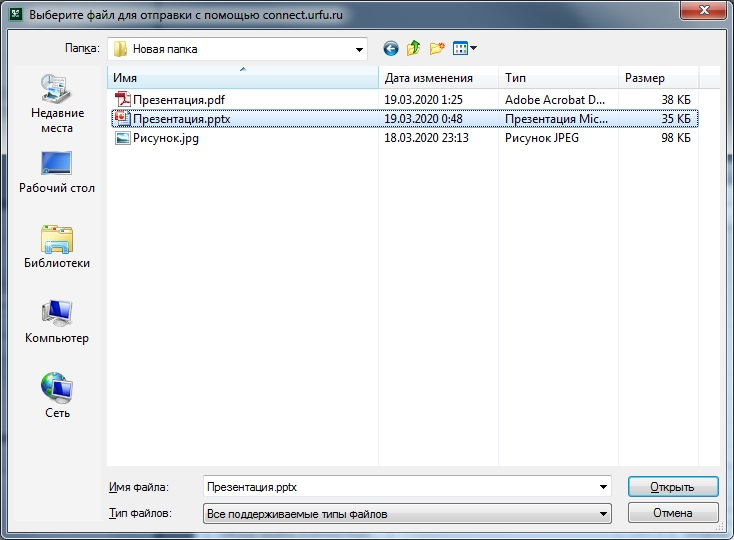 Выберите файл для отправки с помощью connect.urfu.ru
Папка: Новая папка
Имя Дата изменения Тип Размер
Презентация.pdf 19.03.2020 1:25 Adobe Acrobat D... 38 КБ
Презентация.pptx 19.03.2020 0:48 Презентация Mic... 35 КБ
Рисунок.jpg 18.03.2020 23:13 Рисунок JPEG 98 КБ
Недавние
места
Рабочий стол
Библиотеки
Компьютер
Сеть
Имя файла: Презентация.pptx Открыть
Тип файлов: Все поддерживаемые типы файлов Отмена